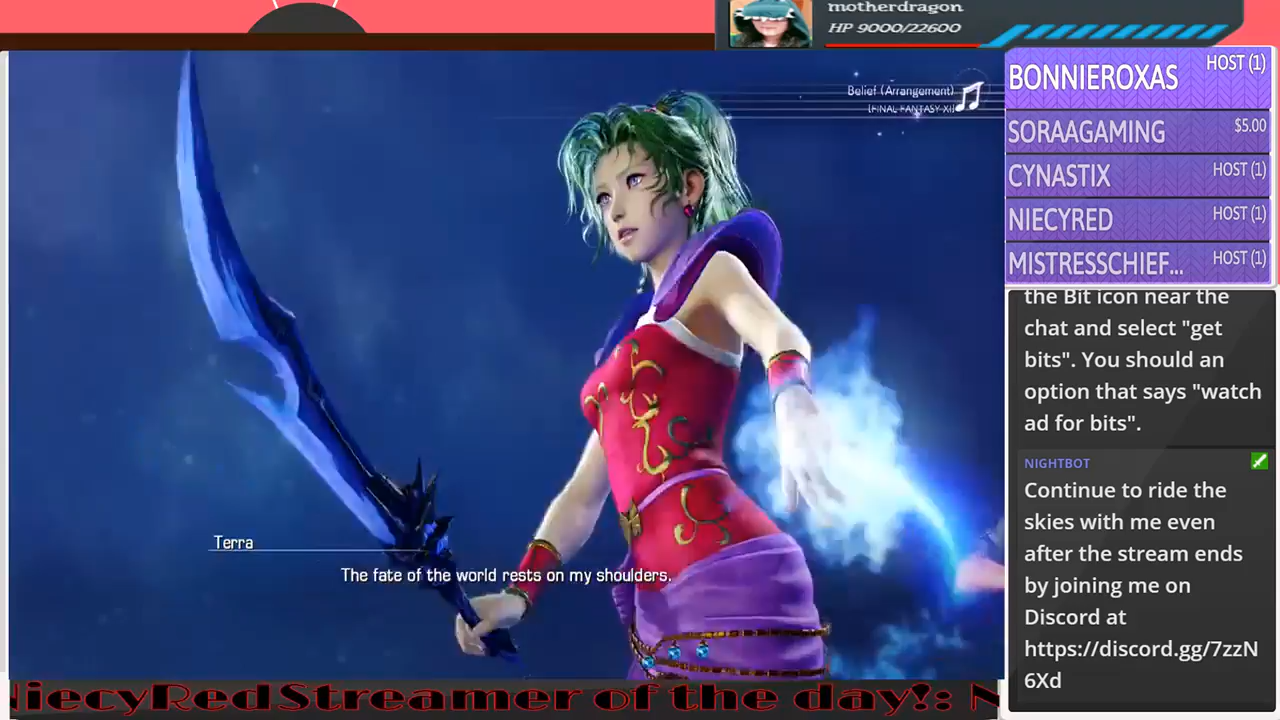 motherdragon
HP 9000/22600
Belief (Arrangement)
[FINAL FANTASY XI]
BONNIEROXAS HOST (1)
SORAAGAMING $5.00
CYNASTIX HOST (1)
NIECYRED HOST (1)
MISTRESSCHIEF... HOST (1)
the Bit icon near the
chat and select "get
bits". You should an
option that says "watch
ad for bits".
NIGHTBOT
Continue to ride the
skies with me even
after the stream ends
by joining me on
Discord at
https://discord.gg/7zzN
6Xd
Terra
The fate of the world rests on my shoulders.
NiecyRed Streamer of the day!: N